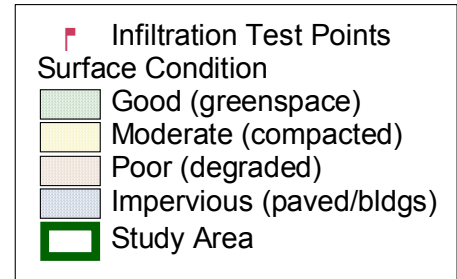 Infiltration Test Points
Surface Condition
Good (greenspace)
Moderate (compacted)
Poor (degraded)
Impervious (paved/bldgs)
Study Area